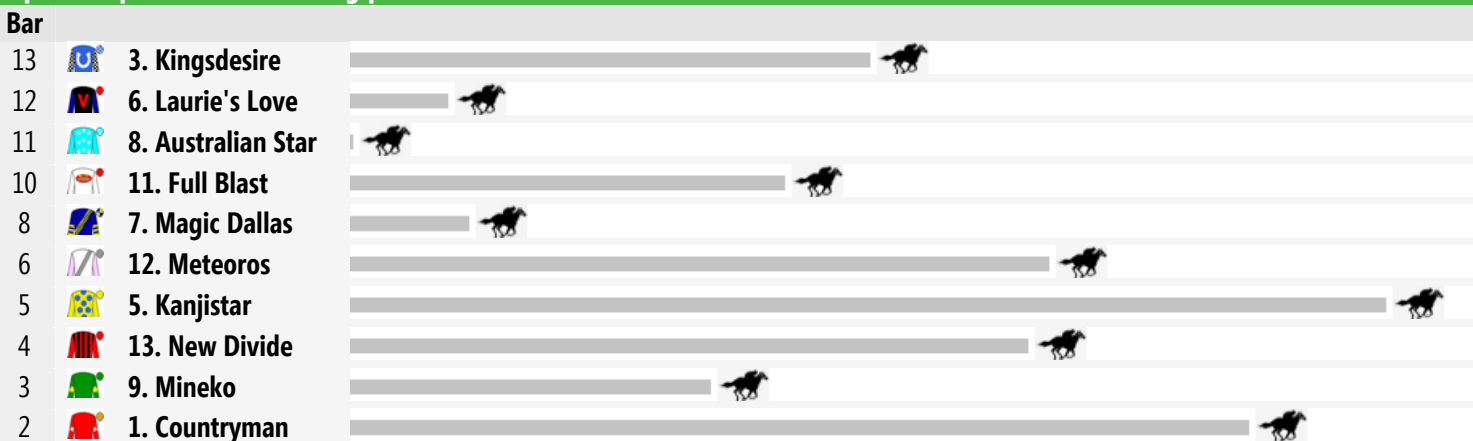 Bar
13 3. Kingsdesire
12 6. Laurie's Love
11 8. Australian Star
10 11. Full Blast
8 7. Magic Dallas
6 12. Meteoros
5 5. Kanjistar
4 13. New Divide
3 9. Mineko
2 1. Countryman